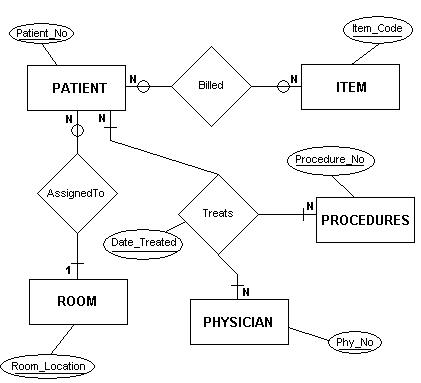 Patient_No
Item_Code
PATIENT
N
Billed
N
ITEM
N
N
Procedure_No
AssignedTo
Treats
N
PROCEDURES
Date_Treated
1
N
ROOM
PHYSICIAN
Phy_No
Room_Location